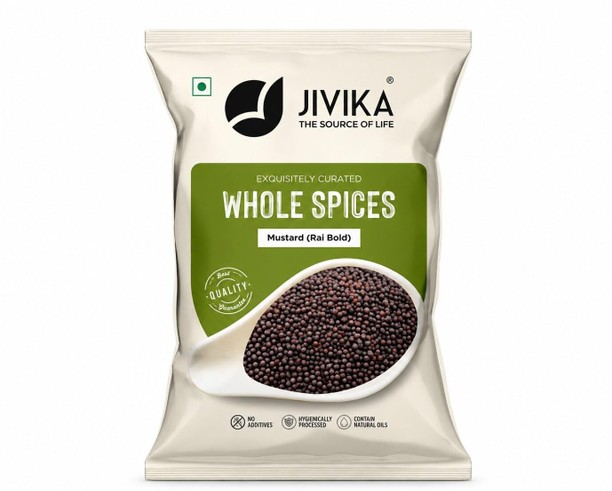 JIVIKA®
THE SOURCE OF LIFE
EXQUISITELY CURATED
WHOLE SPICES
Mustard (Rai Bold)
Best
QUALITY
Guarantee
NO
ADDITIVES
HYGIENICALLY
PROCESSED
CONTAIN
NATURAL OILS